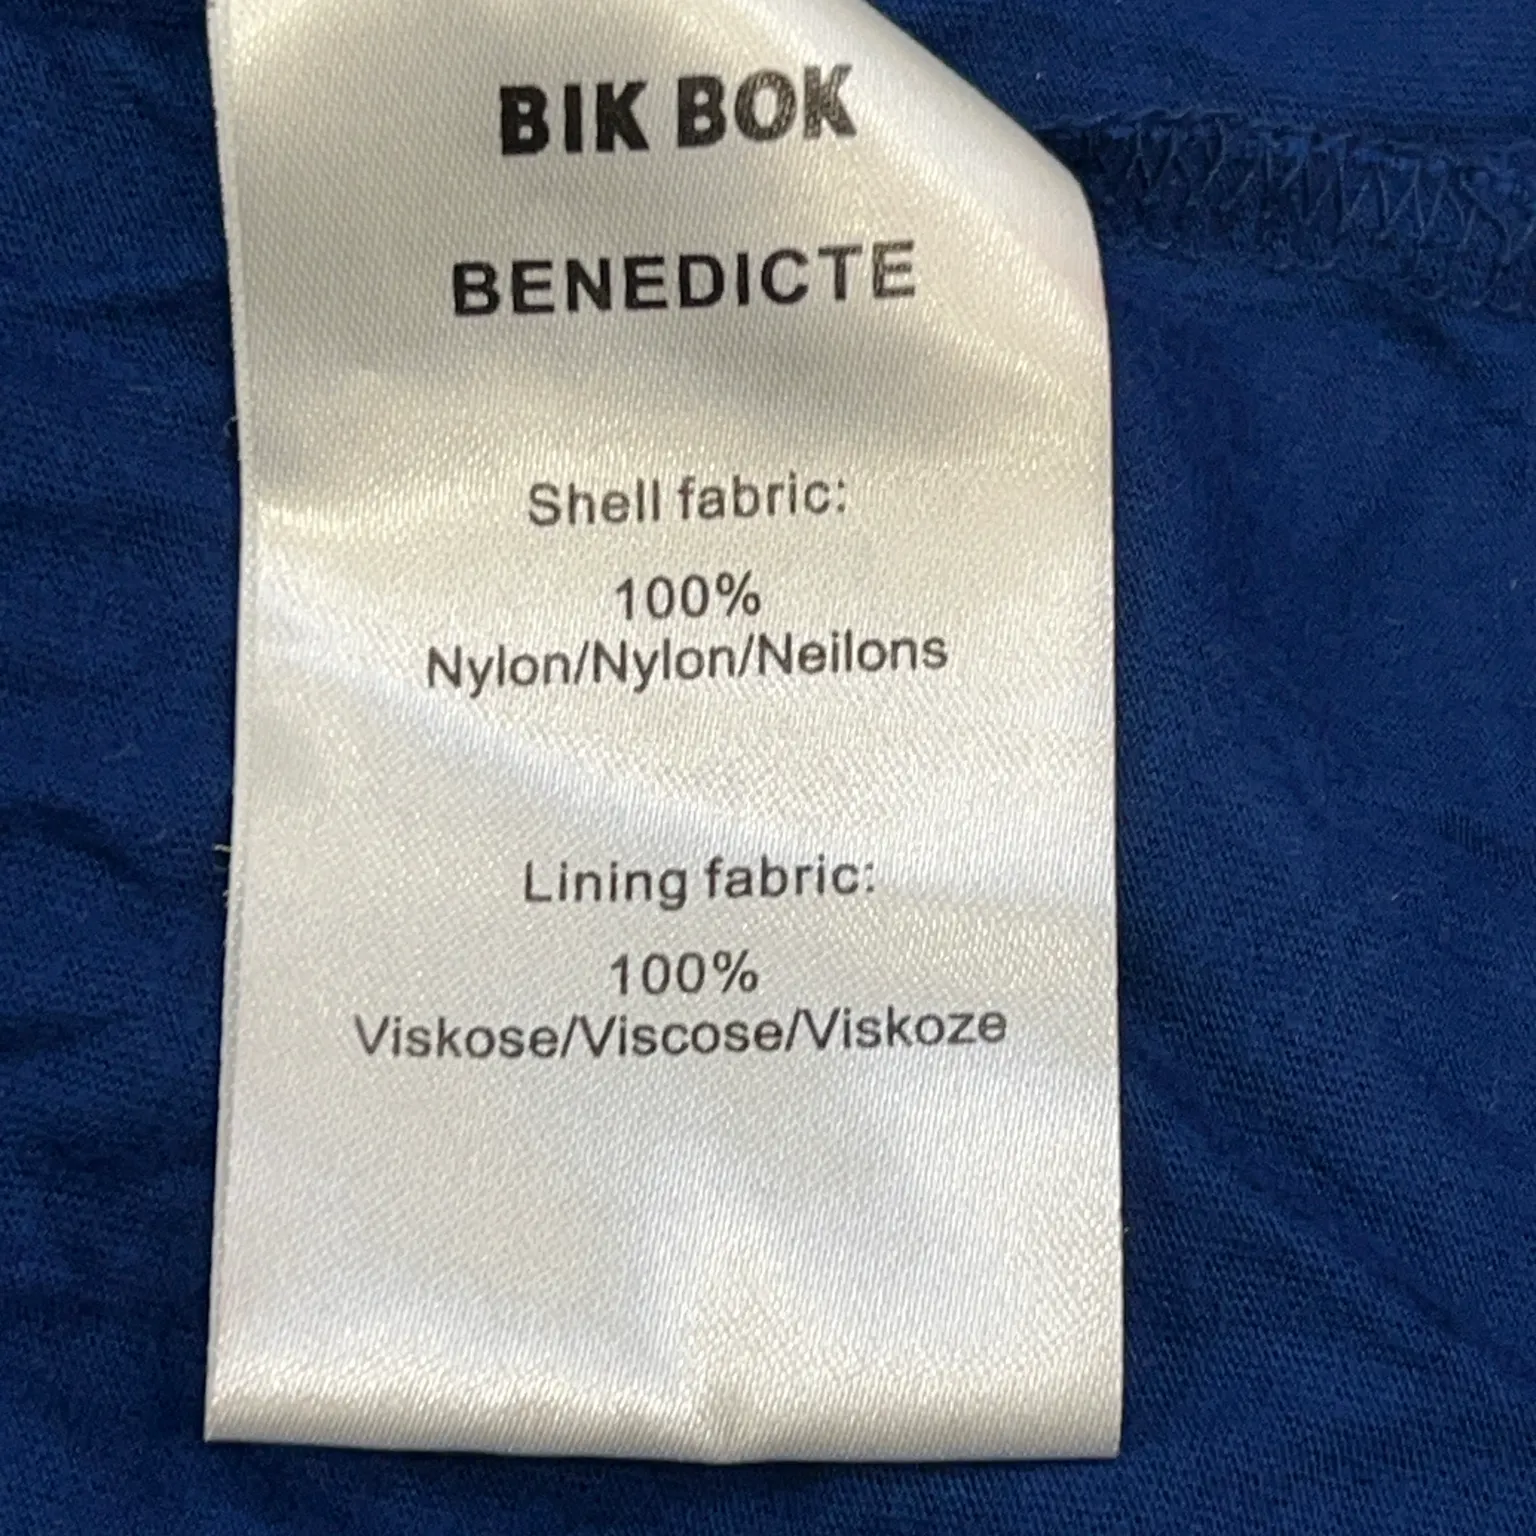 BIK BOK
BENEDICTE
Shell fabric:
100%
Nylon/Nylon/Neilons
Lining fabric:
100%
Viskose/Viscose/Viskoze